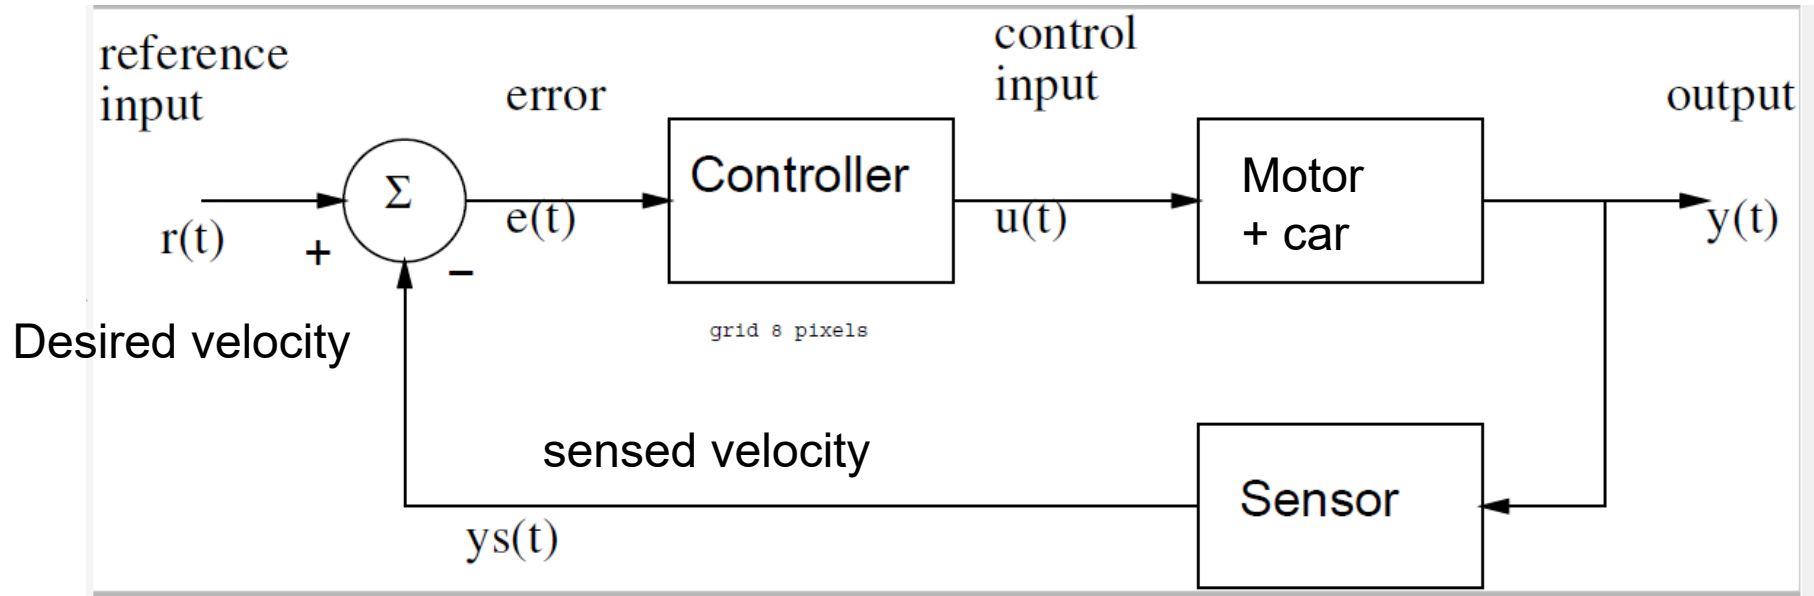 reference
input
error
control
input
output
Σ
Controller
Motor
+ car
r(t)
+
−
e(t)
u(t)
y(t)
grid 8 pixels
Desired velocity
sensed velocity
Sensor
ys(t)